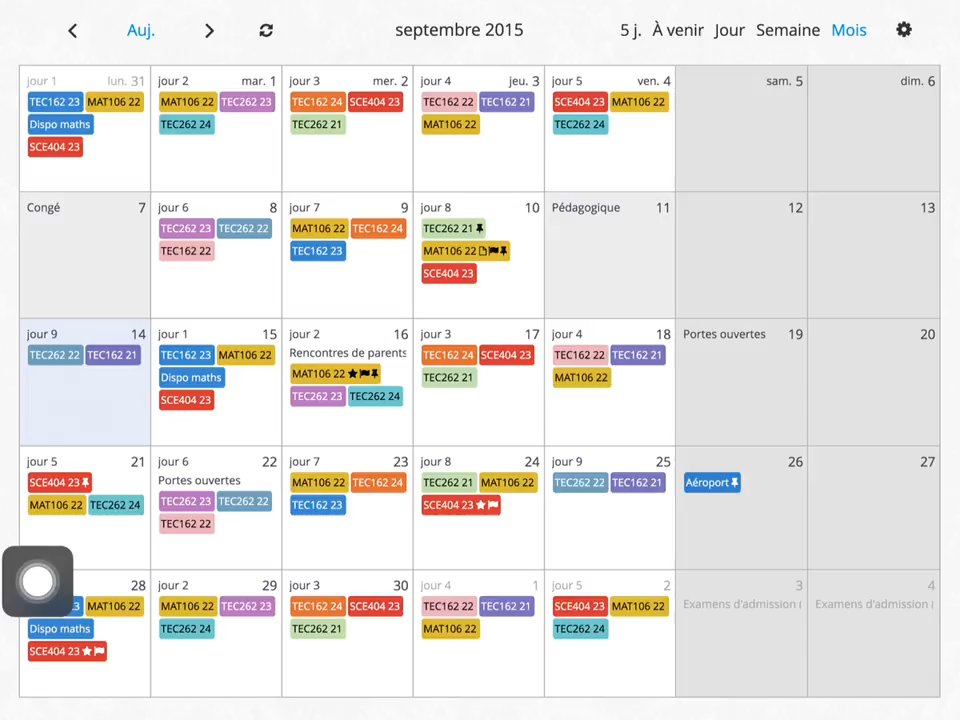 Auj. septembre 2015 5 j. À venir Jour Semaine Mois
jour 1 lun. 31 jour 2 mar. 1 jour 3 mer. 2 jour 4 jeu. 3 jour 5 ven. 4 sam. 5 dim. 6
TEC162 23 MAT106 22 MAT106 22 TEC262 23 TEC162 24 SCE404 23 TEC162 22 TEC162 21 SCE404 23 MAT106 22
Dispo maths TEC262 24 TEC262 21 MAT106 22 TEC262 24
SCE404 23
Congé 7 jour 6 8 jour 7 9 jour 8 10 Pédagogique 11 12 13
TEC262 23 TEC262 22 MAT106 22 TEC162 24 TEC262 21
TEC162 22 TEC162 23 MAT106 22
SCE404 23
jour 9 14 jour 1 15 jour 2 16 jour 3 17 jour 4 18 Portes ouvertes 19 20
TEC262 22 TEC162 21 TEC162 23 MAT106 22 Rencontres de parents TEC162 24 SCE404 23 TEC162 22 TEC162 21
Dispo maths MAT106 22 TEC262 21 MAT106 22
SCE404 23 TEC262 23 TEC262 24
jour 5 21 jour 6 22 jour 7 23 jour 8 24 jour 9 25 26 27
SCE404 23 Portes ouvertes MAT106 22 TEC162 24 TEC262 21 MAT106 22 TEC262 22 TEC162 21 Aéroport
MAT106 22 TEC262 24 TEC262 23 TEC262 22 TEC162 23 SCE404 23
TEC162 22
28 jour 2 29 jour 3 30 jour 4 1 jour 5 2 3 4
MAT106 22 MAT106 22 TEC262 23 TEC162 24 SCE404 23 TEC162 22 TEC162 21 SCE404 23 MAT106 22 Examens d'admission ( Examens d'admission (
Dispo maths TEC262 24 TEC262 21 MAT106 22 TEC262 24
SCE404 23